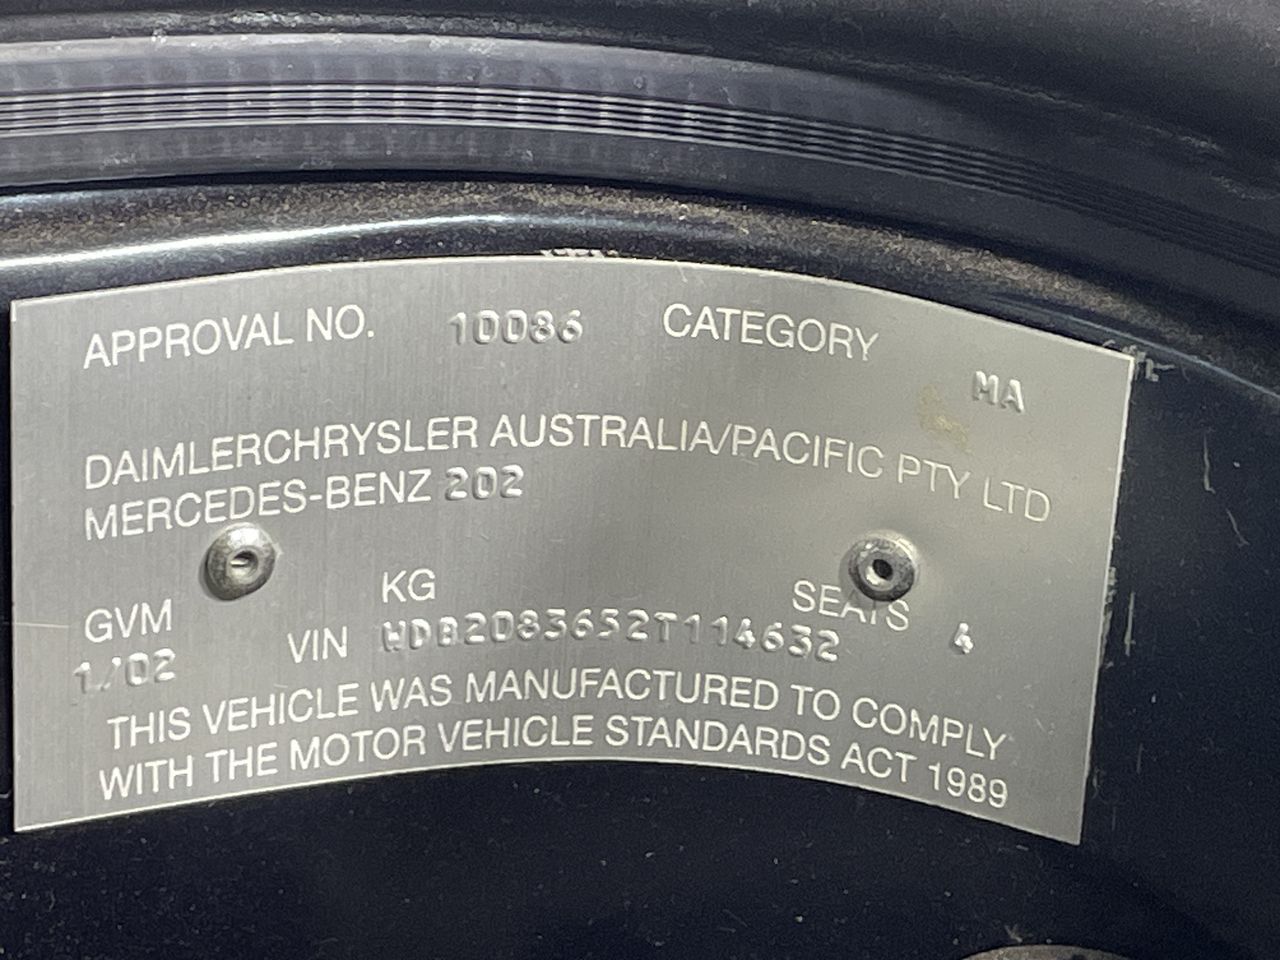 APPROVAL NO. 10086 CATEGORY MA
DAIMLERCHRYSLER AUSTRALIA/PACIFIC PTY LTD
MERCEDES-BENZ 202
GVM KG SEATS 4
1/02 VIN WDB2083652T114632
THIS VEHICLE WAS MANUFACTURED TO COMPLY
WITH THE MOTOR VEHICLE STANDARDS ACT 1989